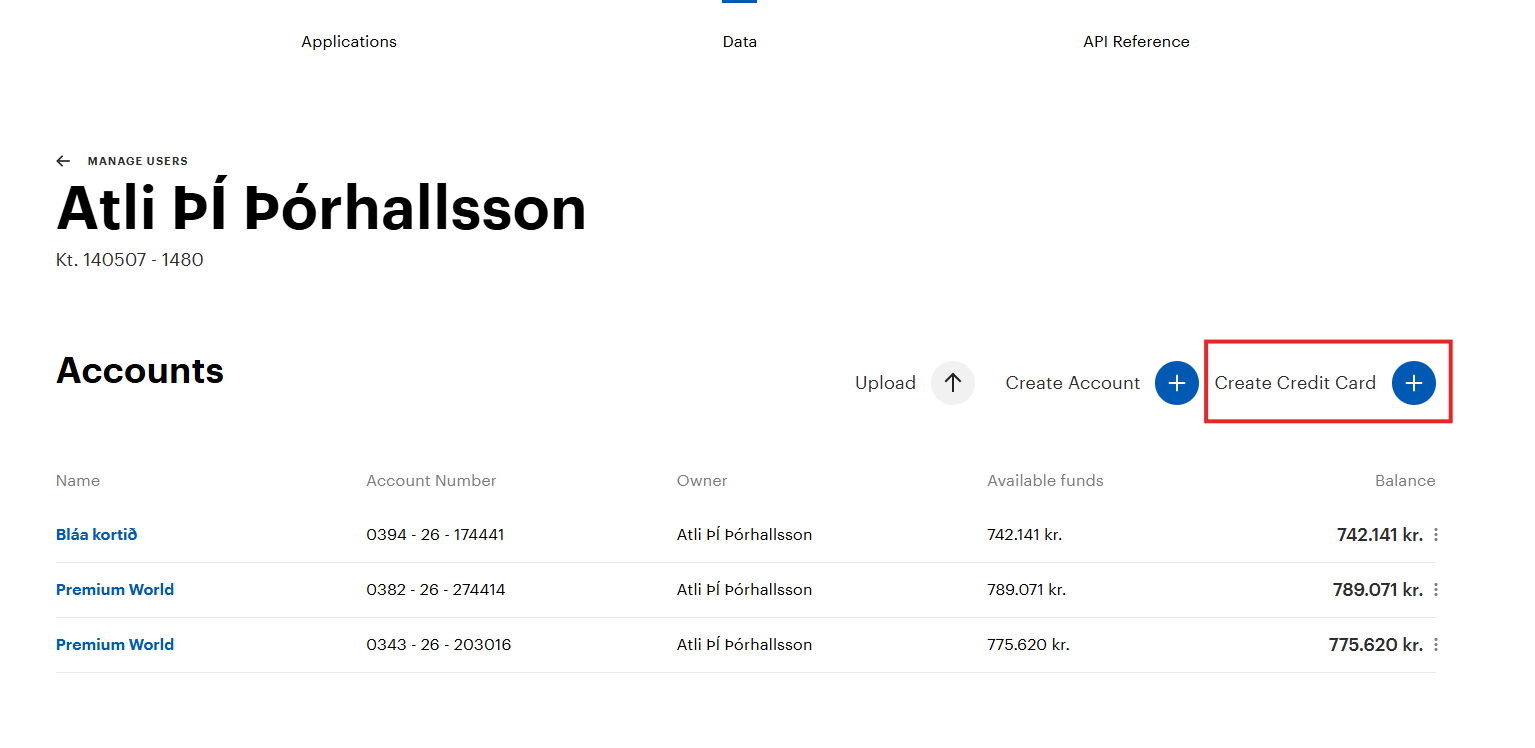 Applications Data API Reference
MANAGE USERS
Atli ÞÍ Þórhallsson
Kt. 140507 - 1480
Accounts
Upload Create Account Create Credit Card
Name Account Number Owner Available funds Balance
Bláa kortið 0394 - 26 - 174441 Atli ÞÍ Þórhallsson 742.141 kr. 742.141 kr.
Premium World 0382 - 26 - 274414 Atli ÞÍ Þórhallsson 789.071 kr. 789.071 kr.
Premium World 0343 - 26 - 203016 Atli ÞÍ Þórhallsson 775.620 kr. 775.620 kr.